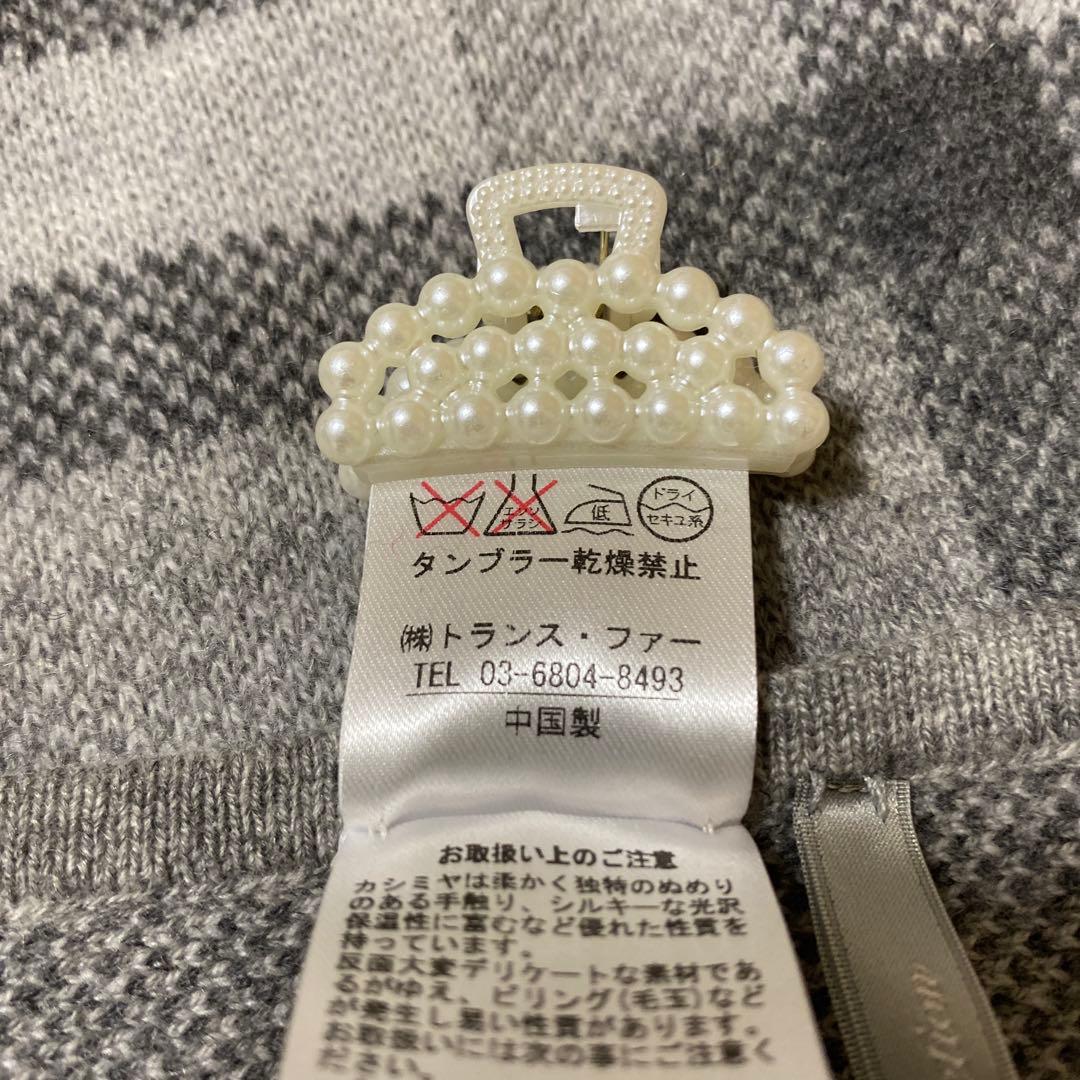 エンソ
サラシ
低
ドライ
セキユ系
タンブラー乾燥禁止
㈱トランス・ファー
TEL 03-6804-8493
中国製
お取扱い上のご注意
カシミヤは柔かく独特のぬめり
のある手触り、シルキーな光沢
保温性に富むなど優れた性質を
持っています。
反面大変デリケートな素材であ
るがゆえ、ピリング(毛玉)など
が発生し易い性質があります。
お取扱いには次の事にご注意く
ださい。